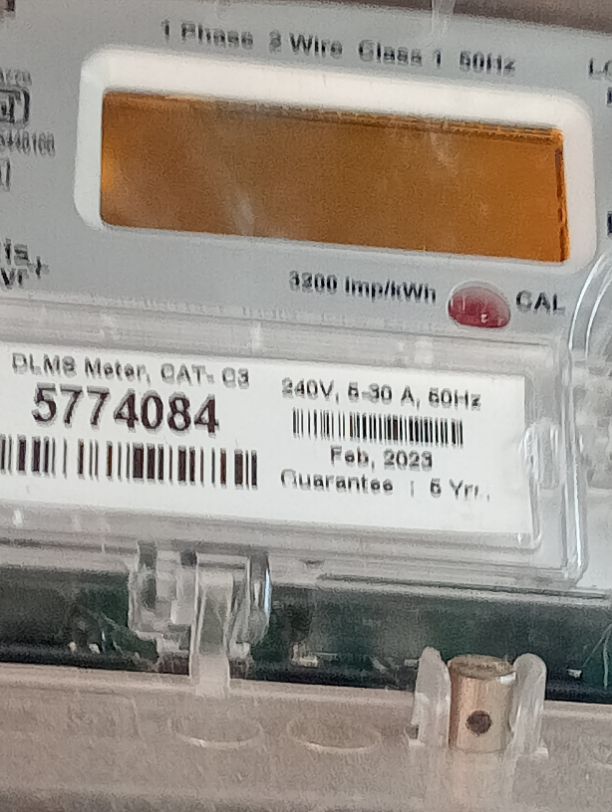 1 Phase 2 Wire Class 1 50Hz
3200 imp/kWh
CAL
DLMS Meter, CAT- C3
5774084
240V, 5-30 A, 50Hz
Feb, 2023
Guarantee : 5 Yrs.